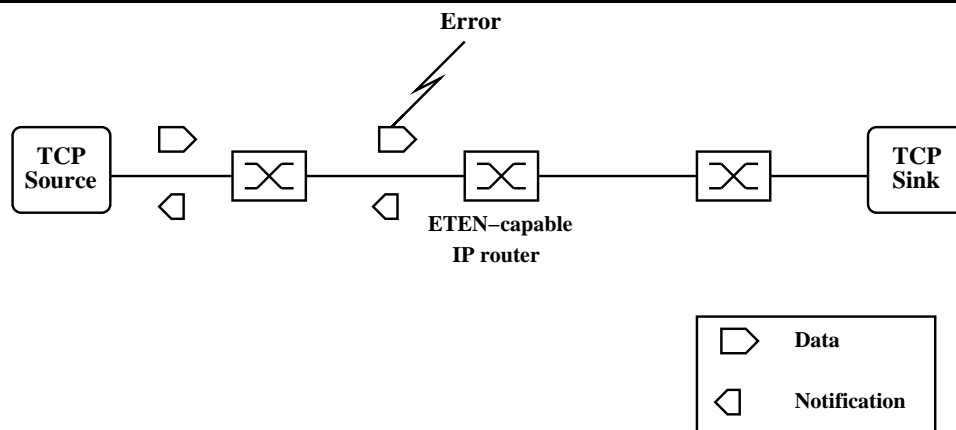 Error
TCP
Source
TCP
Sink
ETEN−capable
IP router
Data
Notification